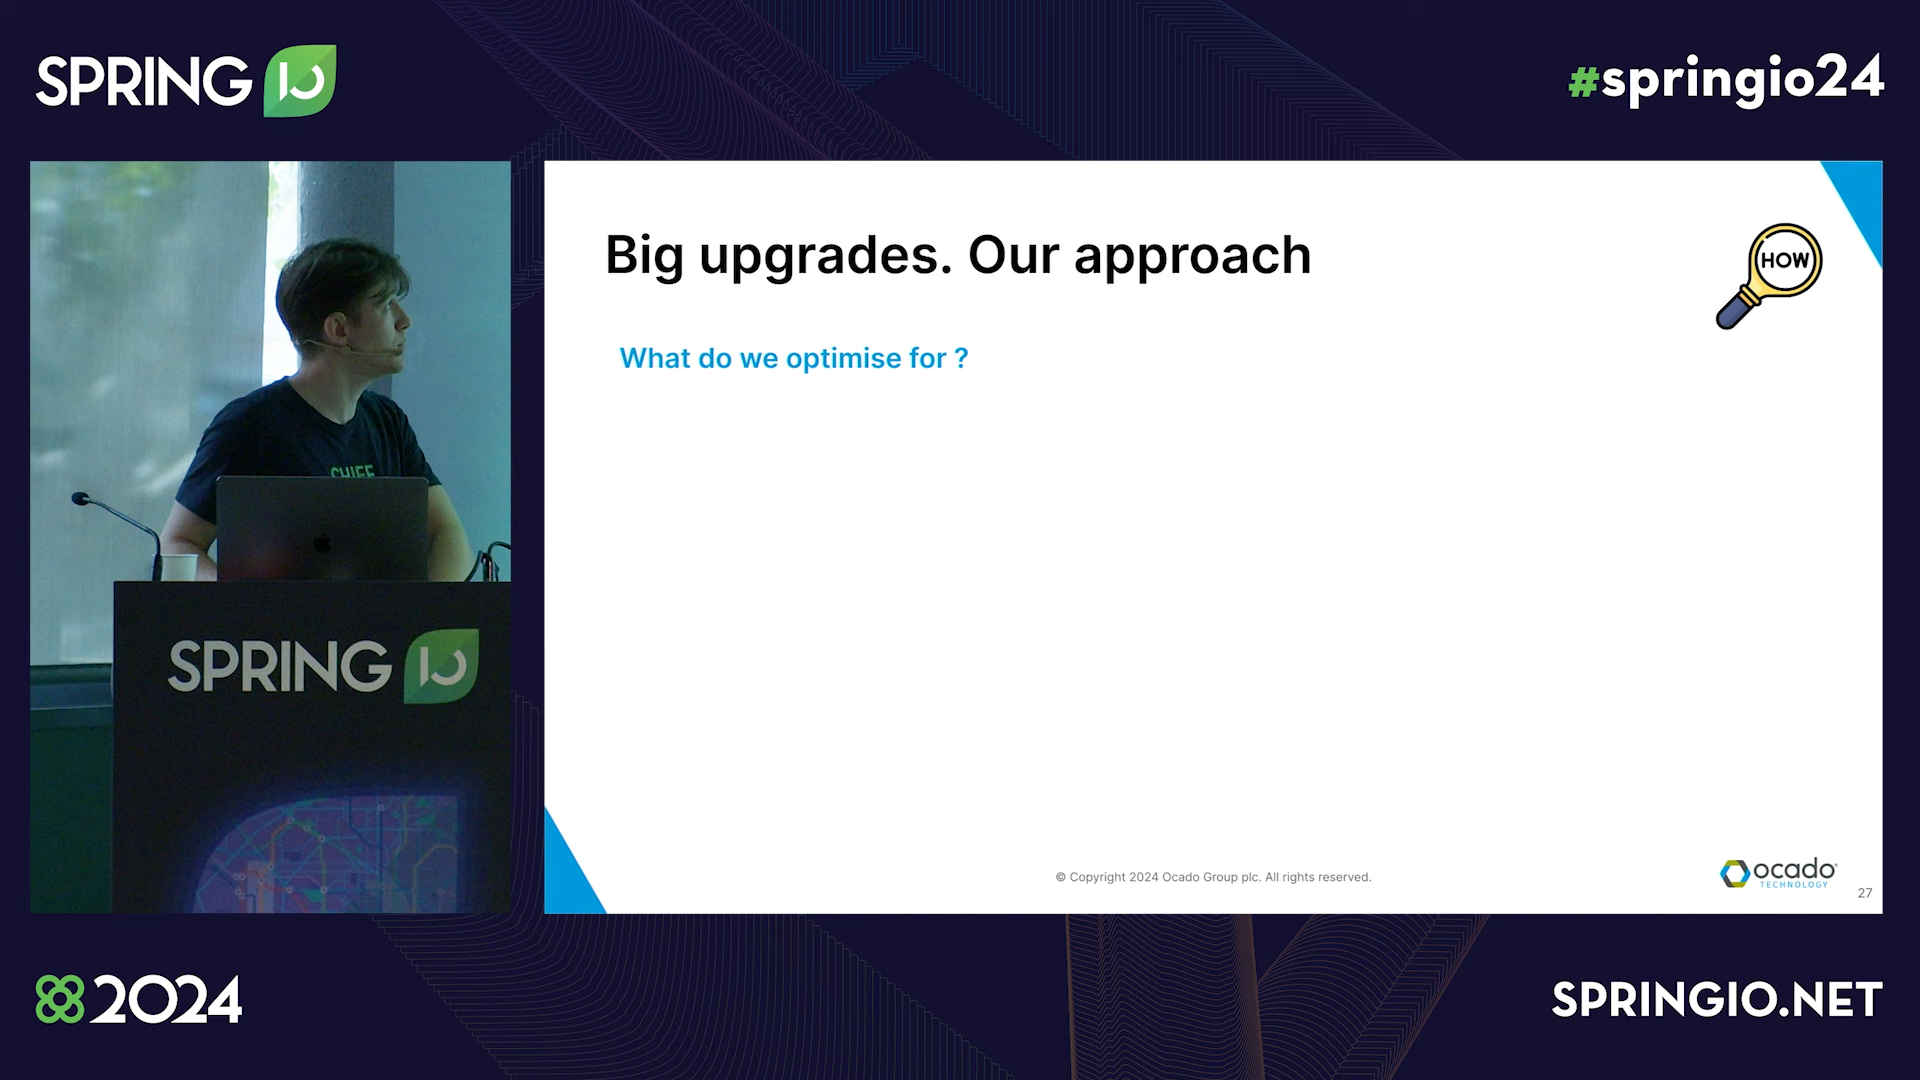 SPRING IO
#springio24
Big upgrades. Our approach
HOW
What do we optimise for ?
CHIEF
SPRING IO
© Copyright 2024 Ocado Group plc. All rights reserved.
ocado
TECHNOLOGY
27
2024
SPRINGIO.NET